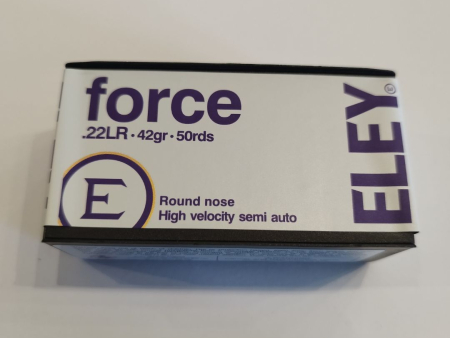 force
.22LR • 42gr • 50rds
E
Round nose
High velocity semi auto
ELEY